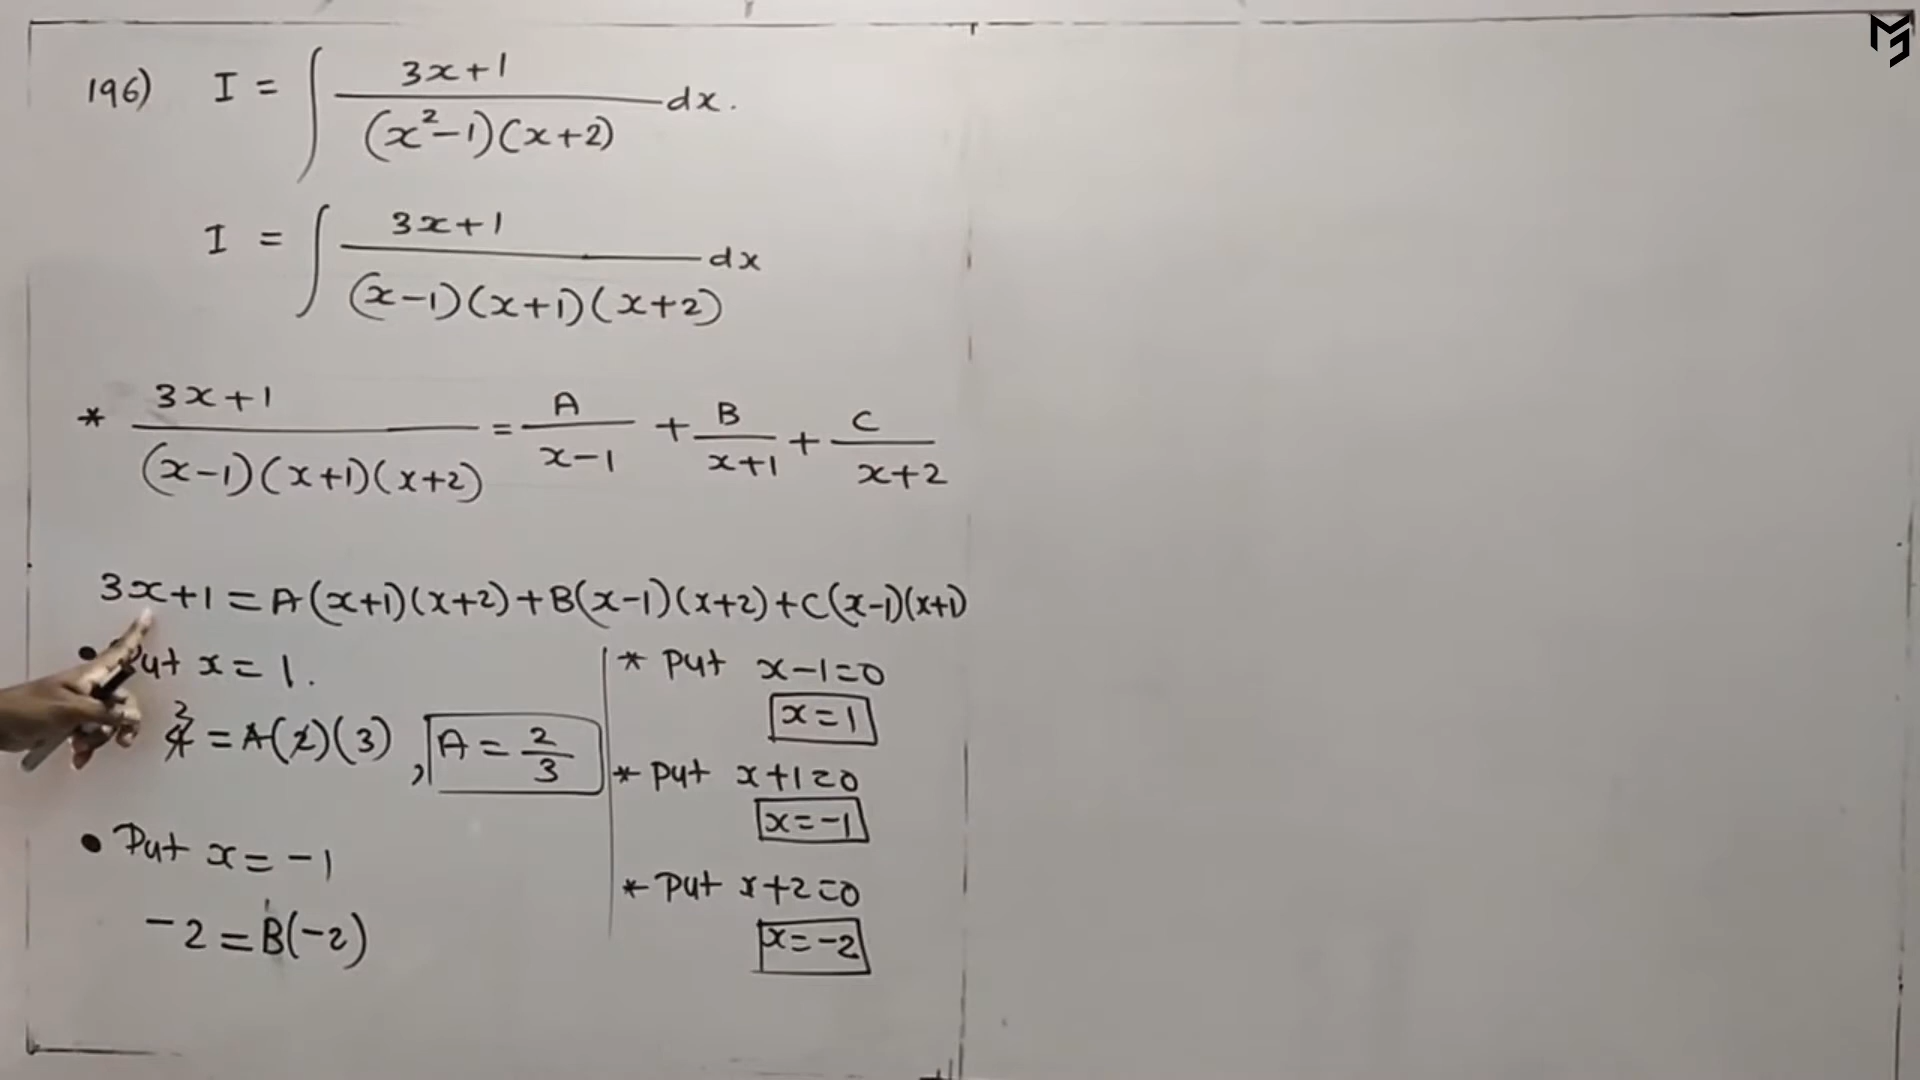 196) I = ∫ 3x+1 / (x²-1)(x+2) dx.
I = ∫ 3x+1 / (x-1)(x+1)(x+2) dx
* 3x+1 / (x-1)(x+1)(x+2) = A / x-1 + B / x+1 + C / x+2
3x+1 = A(x+1)(x+2)+B(x-1)(x+2)+C(x-1)(x+1)
• Put x = 1.
4 2 = A(2)(3) , A = 2/3
• Put x = -1
-2 = B(-2)
* Put x-1=0
x=1
* Put x+1=0
x=-1
* Put x+2=0
x=-2